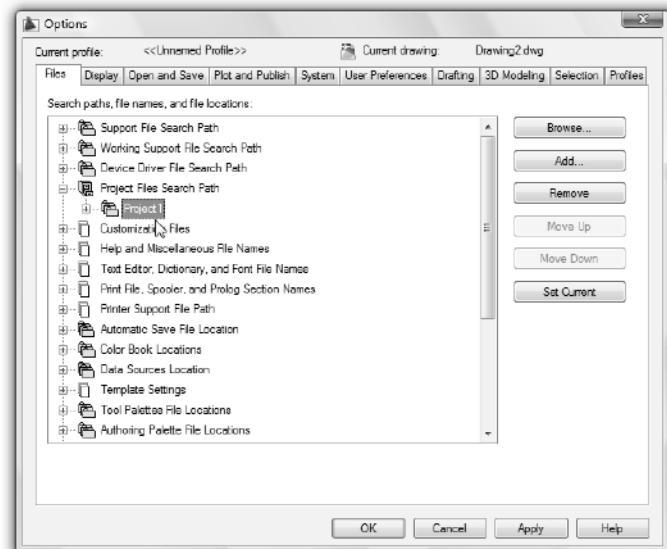 Options
Current profile: <<Unnamed Profile>> Current drawing: Drawing2.dwg
Files Display Open and Save Plot and Publish System User Preferences Drafting 3D Modeling Selection Profiles
Search paths, file names, and file locations:
Support File Search Path
Working Support File Search Path
Device Driver File Search Path
Project Files Search Path
Project1
Customization Files
Help and Miscellaneous File Names
Text Editor, Dictionary, and Font File Names
Print File, Spooler, and Prolog Section Names
Printer Support File Path
Automatic Save File Location
Color Book Locations
Data Sources Location
Template Settings
Tool Palettes File Locations
Authoring Palette File Locations
Browse...
Add...
Remove
Move Up
Move Down
Set Current
OK Cancel Apply Help